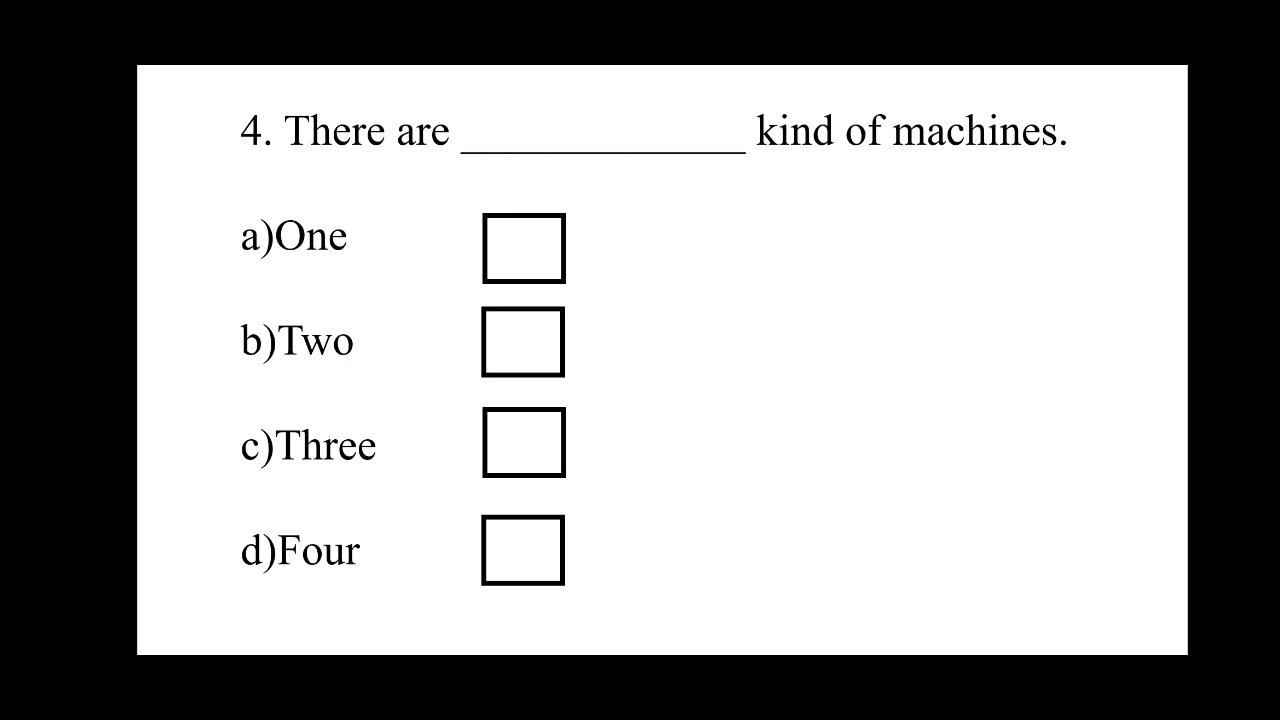 4. There are ______________ kind of machines.
a)One
b)Two
c)Three
d)Four